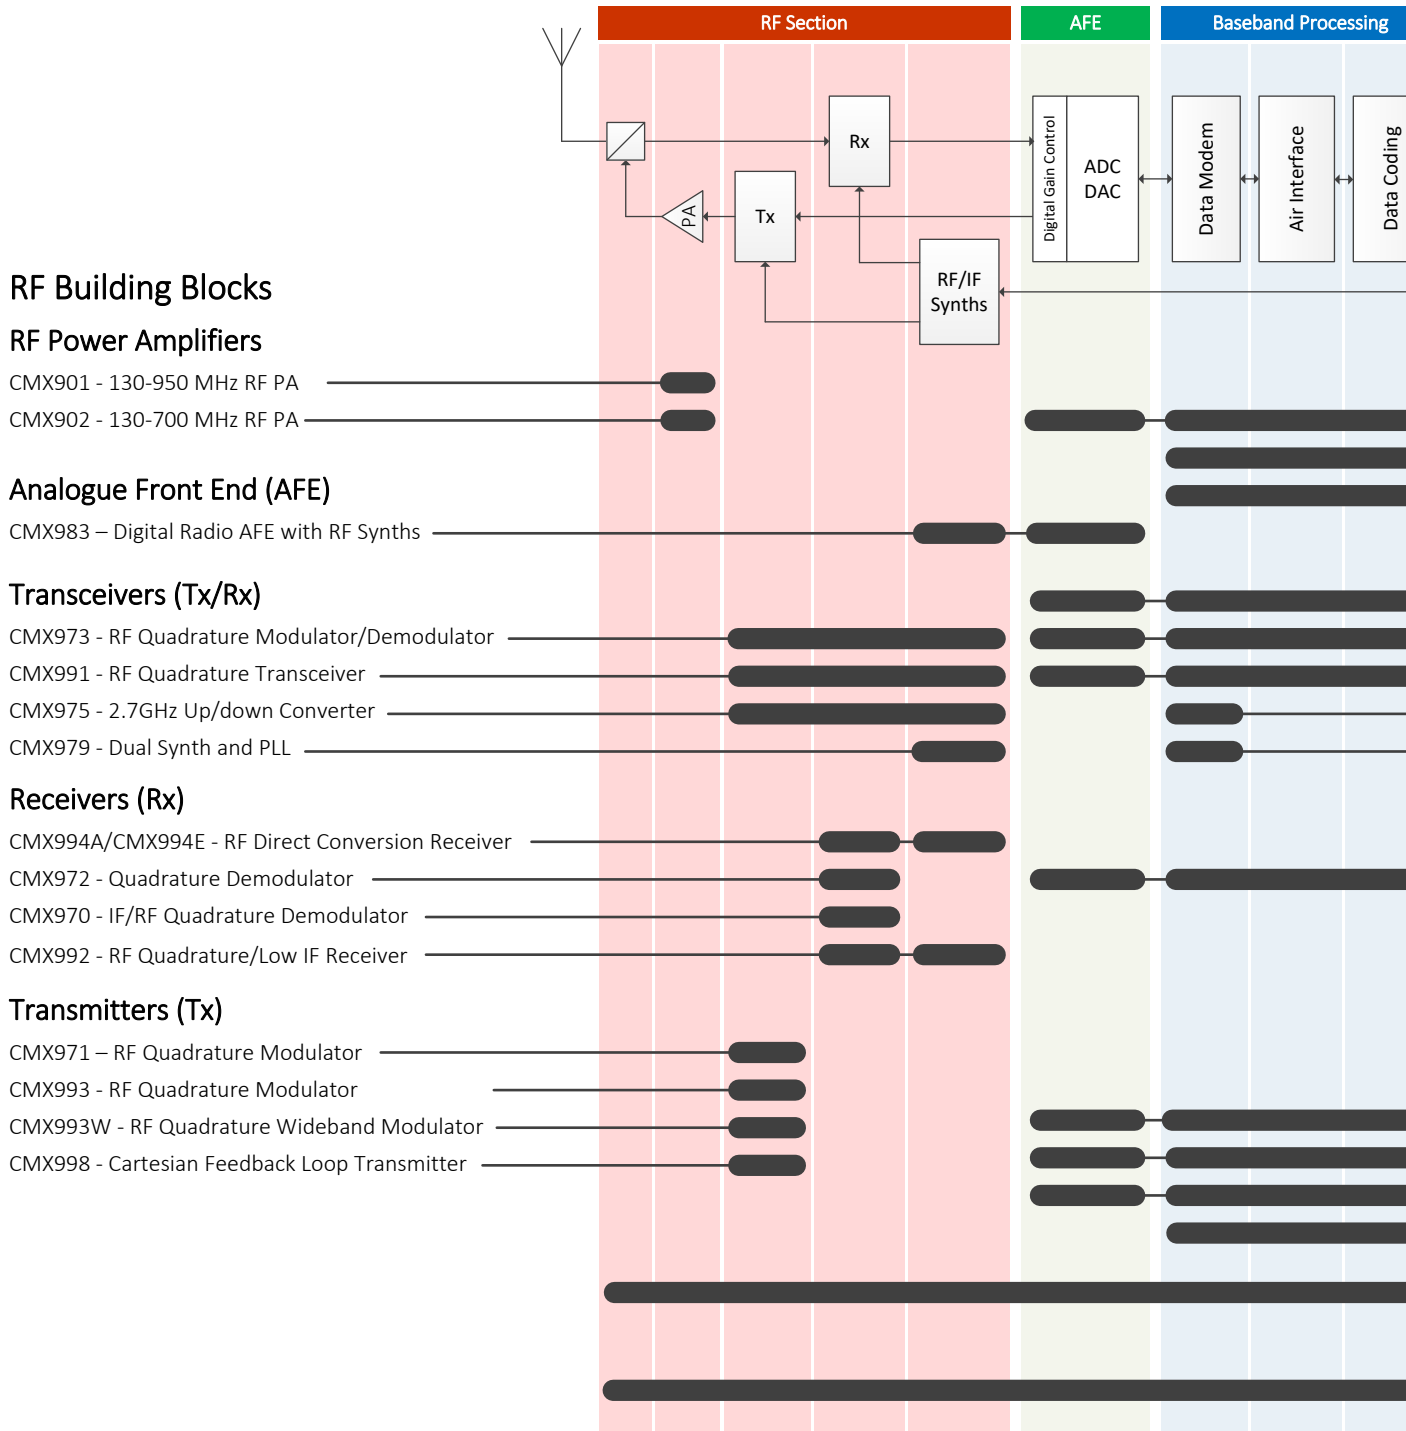 RF Section
AFE
Baseband Processing
Rx
Tx
PA
RF/IF
Synths
Digital Gain Control
ADC
DAC
Data Modem
Air Interface
Data Coding
RF Building Blocks
RF Power Amplifiers
CMX901 - 130-950 MHz RF PA
CMX902 - 130-700 MHz RF PA
Analogue Front End (AFE)
CMX983 – Digital Radio AFE with RF Synths
Transceivers (Tx/Rx)
CMX973 - RF Quadrature Modulator/Demodulator
CMX991 - RF Quadrature Transceiver
CMX975 - 2.7GHz Up/down Converter
CMX979 - Dual Synth and PLL
Receivers (Rx)
CMX994A/CMX994E - RF Direct Conversion Receiver
CMX972 - Quadrature Demodulator
CMX970 - IF/RF Quadrature Demodulator
CMX992 - RF Quadrature/Low IF Receiver
Transmitters (Tx)
CMX971 – RF Quadrature Modulator
CMX993 - RF Quadrature Modulator
CMX993W - RF Quadrature Wideband Modulator
CMX998 - Cartesian Feedback Loop Transmitter